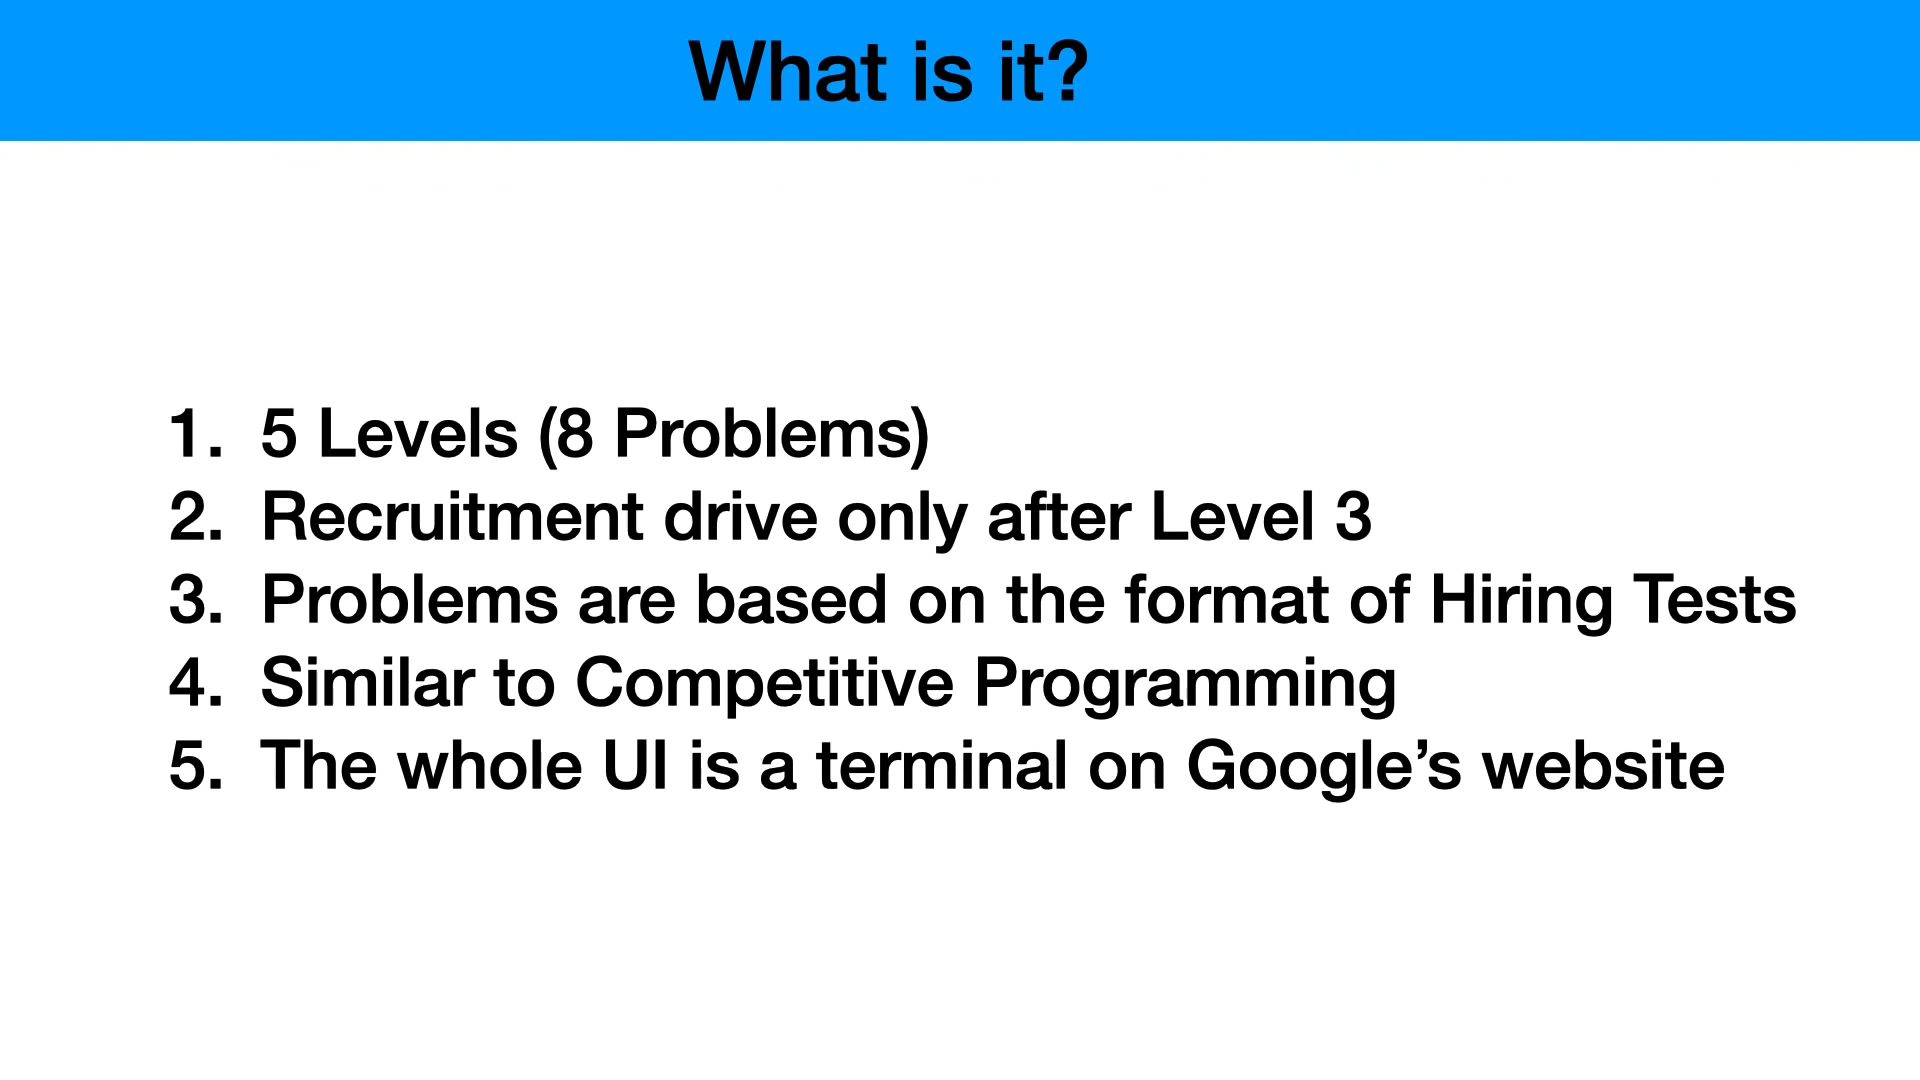 What is it?
1. 5 Levels (8 Problems)
2. Recruitment drive only after Level 3
3. Problems are based on the format of Hiring Tests
4. Similar to Competitive Programming
5. The whole UI is a terminal on Google’s website